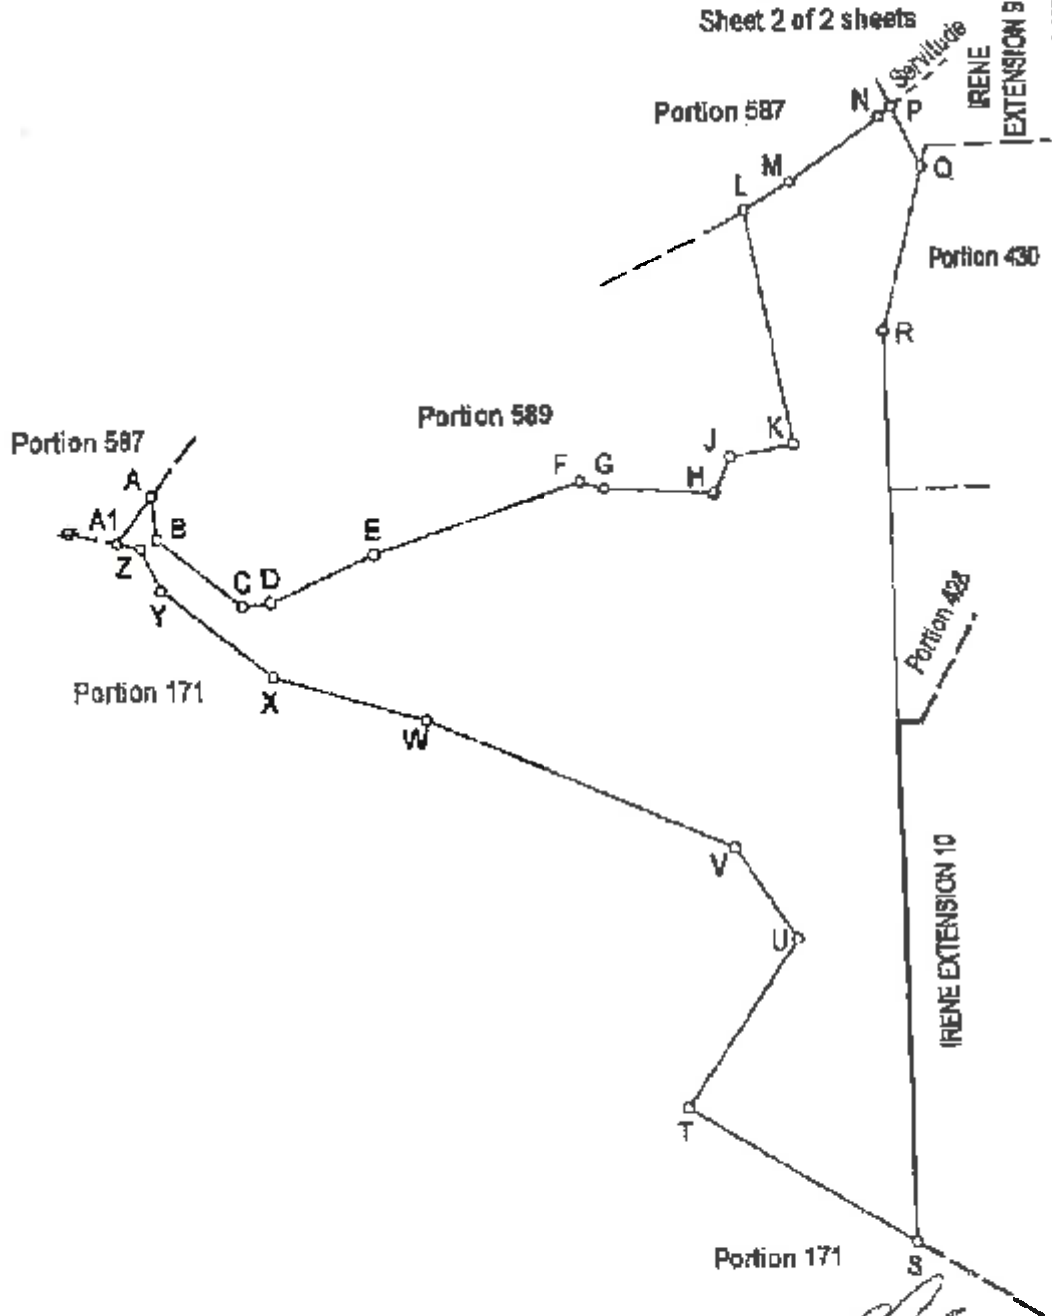 Sheet 2 of 2 sheets
Servitude
IRENE
EXTENSION 9
Portion 587
N
P
M
Q
L
Portion 430
R
Portion 589
Portion 587
K
J
F
G
H
A
A1
B
E
Z
C
D
Y
Portion 428
Portion 171
X
W
V
U
IRENE EXTENSION 10
T
Portion 171
S